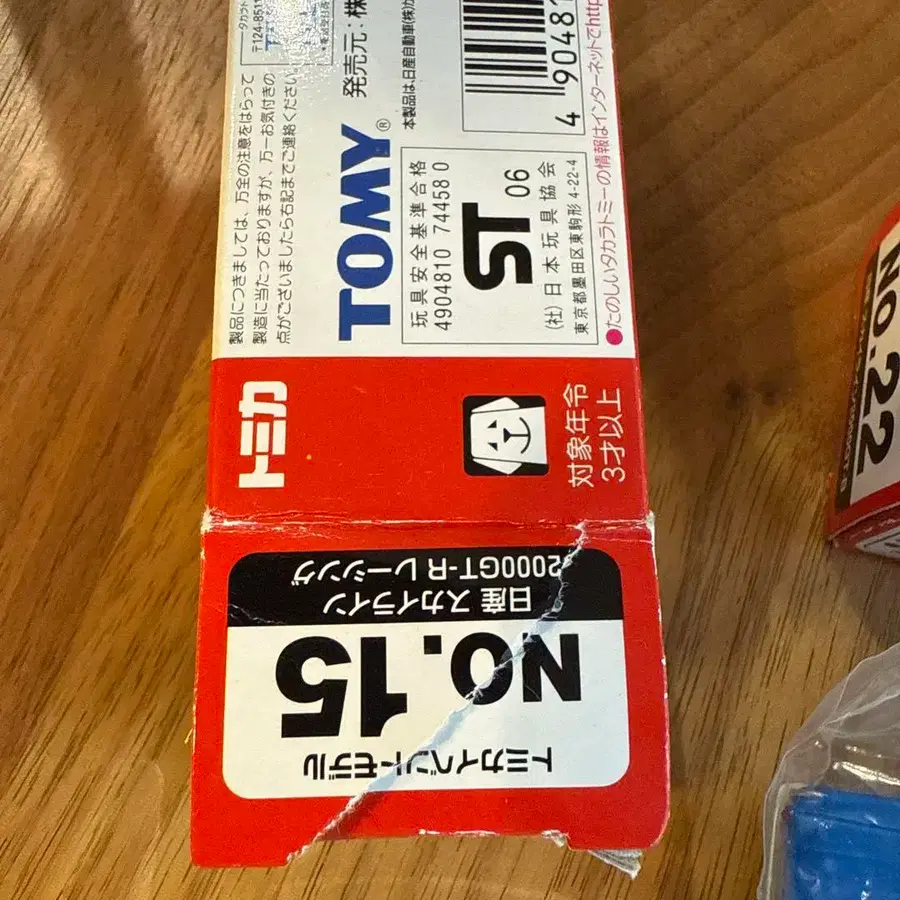 トミカイベントモデル
NO.15
日産 スカイライン
2000GT-R レーシング
トミカ
対象年令
3才以上
製品につきましては、万全の注意をはらって
製造に当たっておりますが、万一お気付きの
点がございましたら右記までご連絡ください。
〒124-8511
TOMY®
発売元:株
本製品は、日産自動車(株)
玩具安全基準合格
4904810 74458 0
ST 06
(社)日本玩具協会
東京都墨田区東駒形 4-22-4
4 90481
●たのしいタカラトミーの情報はインターネットでhttp
NO.22